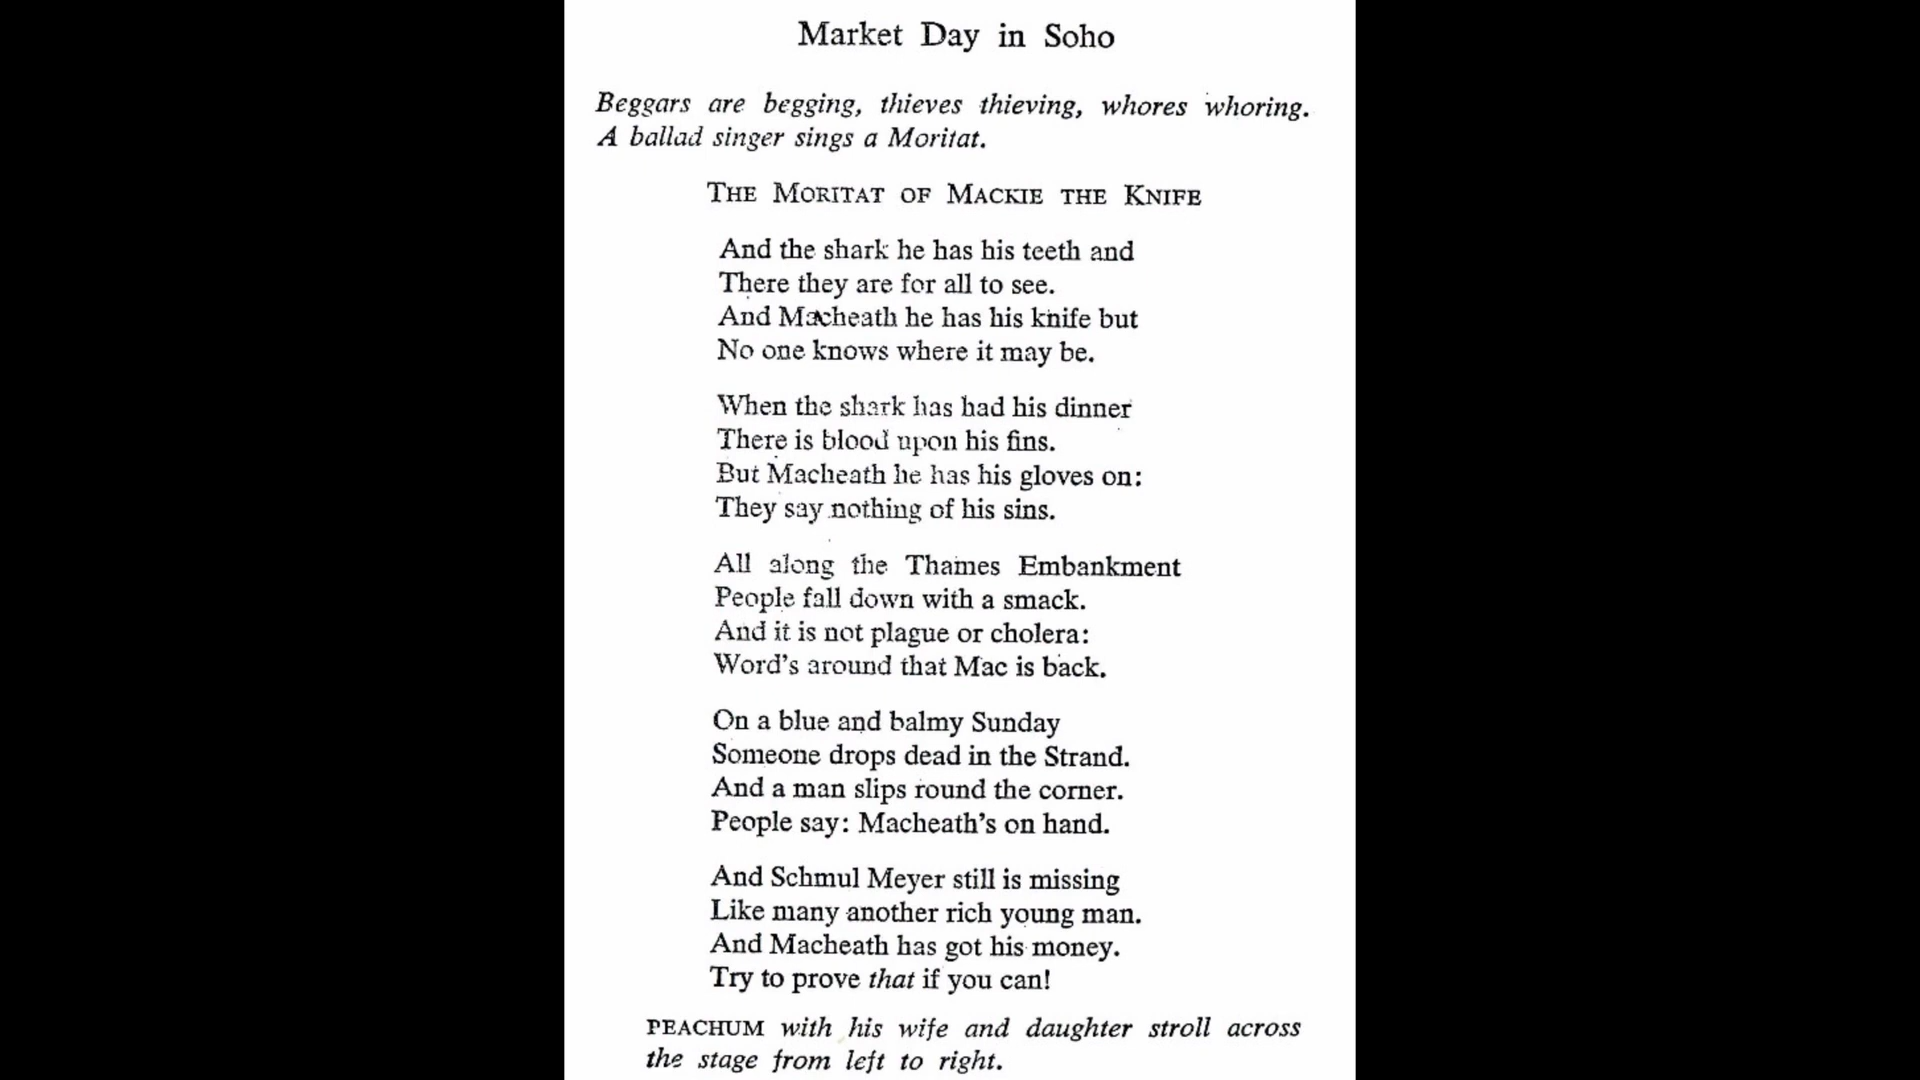 Market Day in Soho
Beggars are begging, thieves thieving, whores whoring.
A ballad singer sings a Moritat.
THE MORITAT OF MACKIE THE KNIFE
And the shark he has his teeth and
There they are for all to see.
And Macheath he has his knife but
No one knows where it may be.
When the shark has had his dinner
There is blood upon his fins.
But Macheath he has his gloves on:
They say nothing of his sins.
All along the Thames Embankment
People fall down with a smack.
And it is not plague or cholera:
Word's around that Mac is back.
On a blue and balmy Sunday
Someone drops dead in the Strand.
And a man slips round the corner.
People say: Macheath's on hand.
And Schmul Meyer still is missing
Like many another rich young man.
And Macheath has got his money.
Try to prove that if you can!
PEACHUM with his wife and daughter stroll across
the stage from left to right.